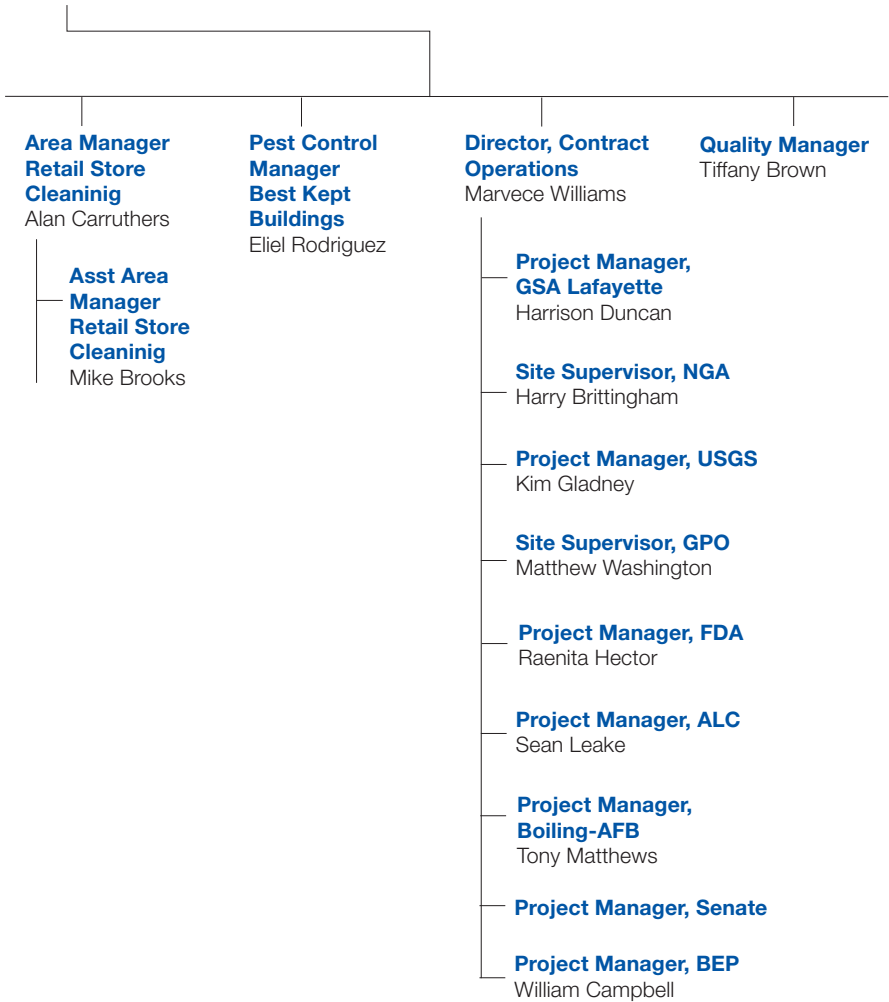 Area Manager
Retail Store
Cleaninig
Alan Carruthers
Asst Area
Manager
Retail Store
Cleaninig
Mike Brooks
Pest Control
Manager
Best Kept
Buildings
Eliel Rodriguez
Director, Contract
Operations
Marvece Williams
Project Manager,
GSA Lafayette
Harrison Duncan
Site Supervisor, NGA
Harry Brittingham
Project Manager, USGS
Kim Gladney
Site Supervisor, GPO
Matthew Washington
Project Manager, FDA
Raenita Hector
Project Manager, ALC
Sean Leake
Project Manager,
Boiling-AFB
Tony Matthews
Project Manager, Senate
Project Manager, BEP
William Campbell
Quality Manager
Tiffany Brown